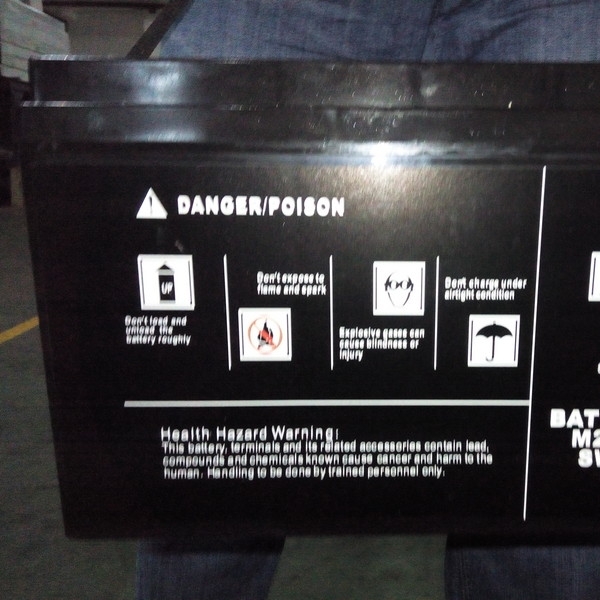 DANGER/POISON
UP
Don't load and
unload the
battery roughly
Don't expose to
flame and spark
Explosive gases can
cause blindness or
injury
Don't charge under
airtight condition
Health Hazard Warning:
This battery, terminals and its related accessories contain lead,
compounds and chemicals known cause cancer and harm to the
human. Handling to be done by trained personnel only.
BAT
M2
SW